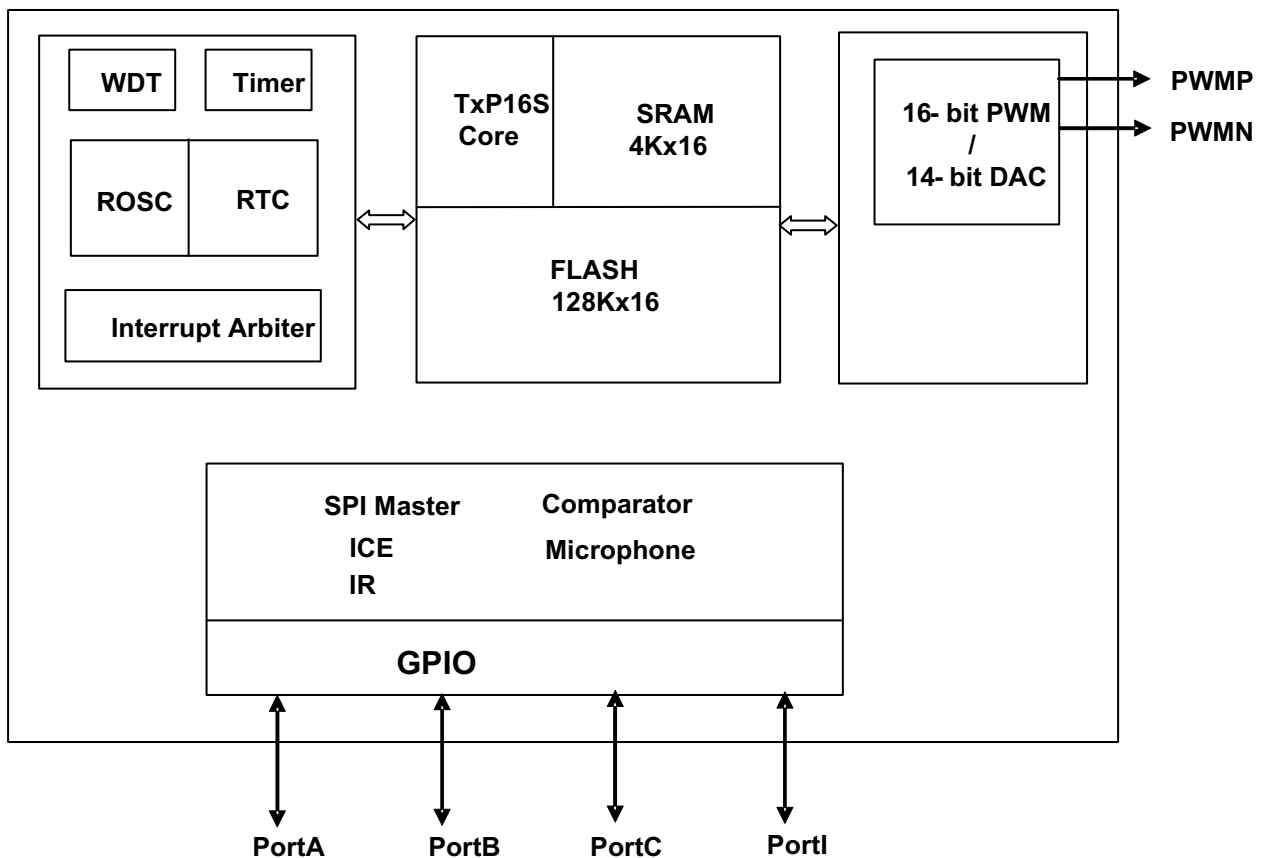 WDT
Timer
ROSC
RTC
Interrupt Arbiter
TxP16S
Core
SRAM
4Kx16
FLASH
128Kx16
16- bit PWM
/
14- bit DAC
PWMP
PWMN
SPI Master
ICE
IR
Comparator
Microphone
GPIO
PortA
PortB
PortC
PortI